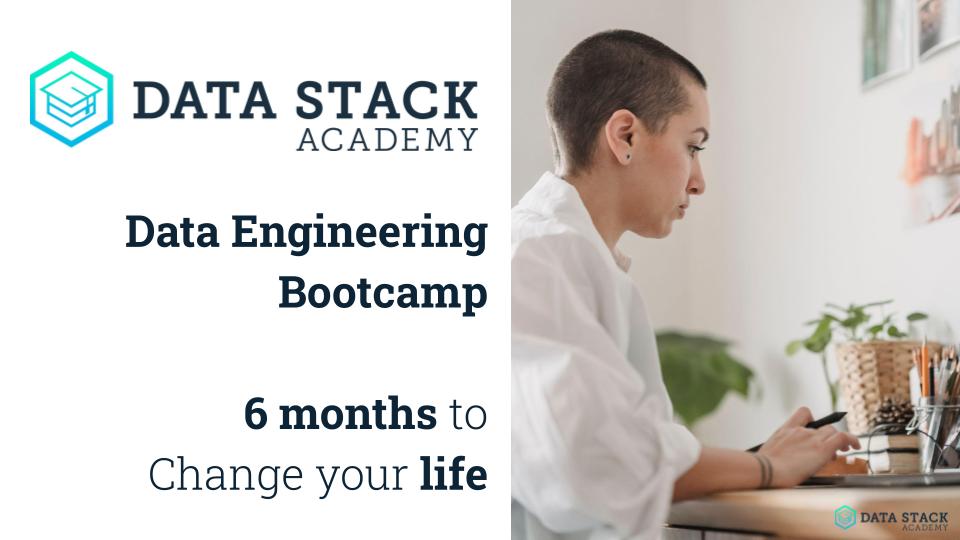 DATA STACK
ACADEMY
Data Engineering
Bootcamp
6 months to
Change your life
DATA STACK
ACADEMY